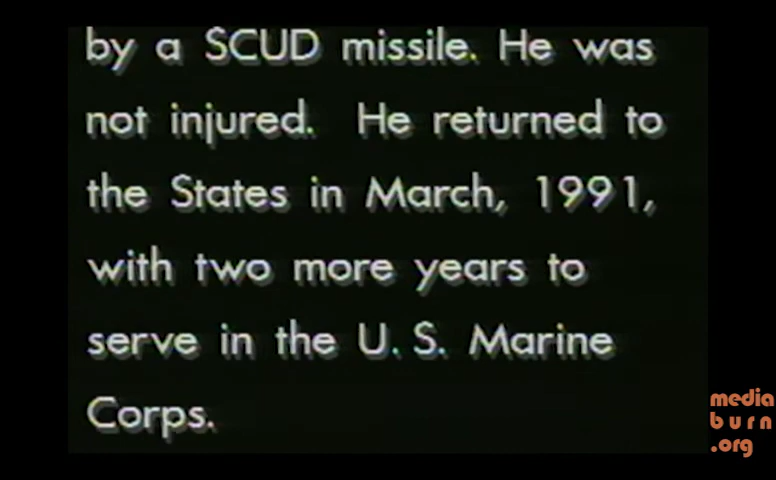 by a SCUD missile. He was
not injured. He returned to
the States in March, 1991,
with two more years to
serve in the U. S. Marine
Corps.
media
burn
.org